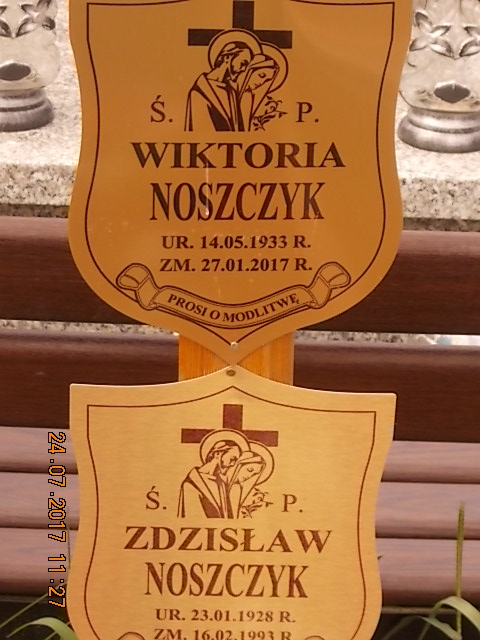 Ś. P.
WIKTORIA
NOSZCZYK
UR. 14.05.1933 R.
ZM. 27.01.2017 R.
PROSI O MODLITWĘ
Ś. P.
ZDZISŁAW
NOSZCZYK
UR. 23.01.1928 R.
ZM. 16.02.1993 R.
24.07.2017 11:27